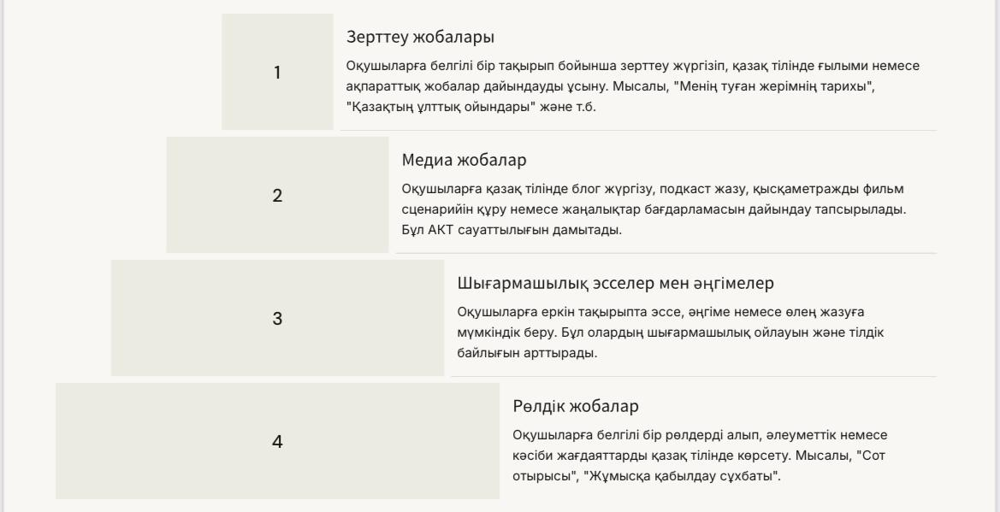 1
Зерттеу жобалары
Оқушыларға белгілі бір тақырып бойынша зерттеу жүргізіп, қазақ тілінде ғылыми немесе
ақпараттық жобалар дайындауды ұсыну. Мысалы, "Менің туған жерімнің тарихы",
"Қазақтың ұлттық ойындары" және т.б.
2
Медиа жобалар
Оқушыларға қазақ тілінде блог жүргізу, подкаст жазу, қысқаметражды фильм
сценарийін құру немесе жаңалықтар бағдарламасын дайындау тапсырылады.
Бұл АКТ сауаттылығын дамытады.
3
Шығармашылық эсселер мен әңгімелер
Оқушыларға еркін тақырыпта эссе, әңгіме немесе өлең жазуға
мүмкіндік беру. Бұл олардың шығармашылық ойлауын және тілдік
байлығын арттырады.
4
Рөлдік жобалар
Оқушыларға белгілі бір рөлдерді алып, әлеуметтік немесе
кәсіби жағдаяттарды қазақ тілінде көрсету. Мысалы, "Сот
отырысы", "Жұмысқа қабылдау сұхбаты".